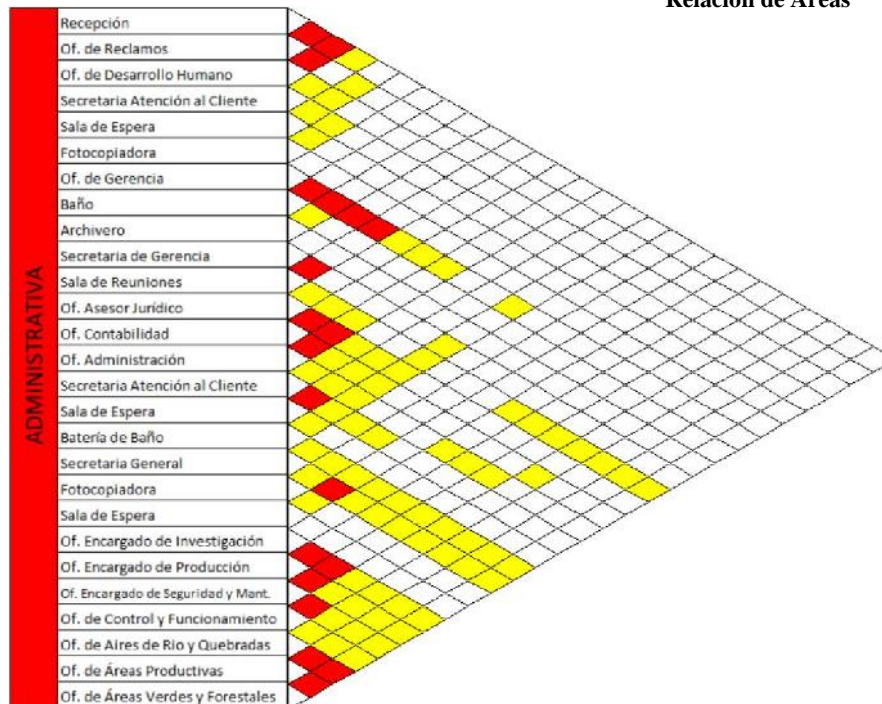 Relación de Áreas
ADMINISTRATIVA
Recepción
Of. de Reclamos
Of. de Desarrollo Humano
Secretaria Atención al Cliente
Sala de Espera
Fotocopiadora
Of. de Gerencia
Baño
Archivero
Secretaria de Gerencia
Sala de Reuniones
Of. Asesor Jurídico
Of. Contabilidad
Of. Administración
Secretaria Atención al Cliente
Sala de Espera
Batería de Baño
Secretaria General
Fotocopiadora
Sala de Espera
Of. Encargado de Investigación
Of. Encargado de Producción
Of. Encargado de Seguridad y Mant.
Of. de Control y Funcionamiento
Of. de Aires de Rio y Quebradas
Of. de Áreas Productivas
Of. de Áreas Verdes y Forestales